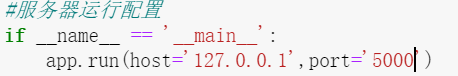 #服务器运行配置
if __name__ == '__main__':
    app.run(host='127.0.0.1',port='5000')